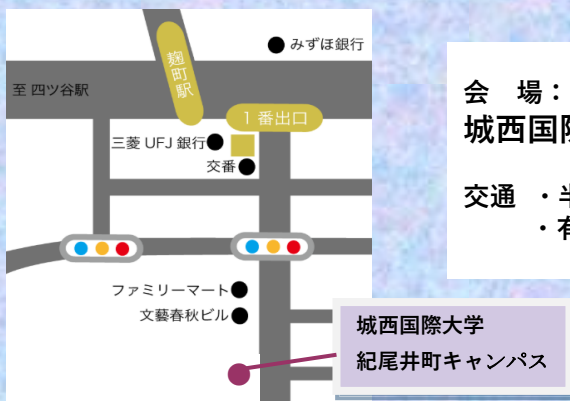 みずほ銀行
麹町駅
至 四ツ谷駅
1 番出口
三菱 UFJ 銀行
交番
ファミリーマート
文藝春秋ビル
城西国際大学
紀尾井町キャンパス
会　場：
城西国
交通 ・
・有